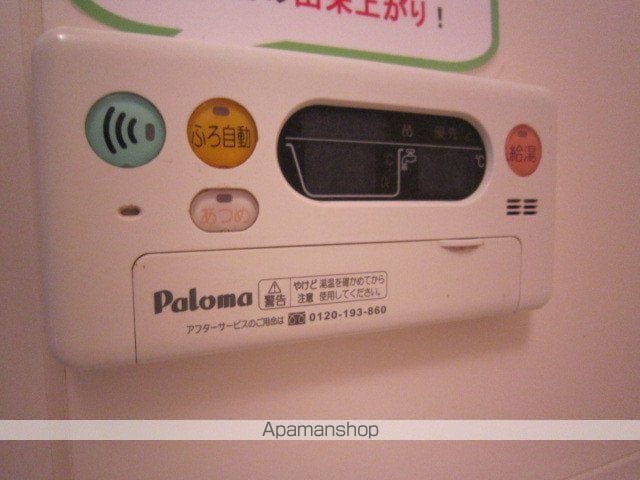 出来上がり！
ふろ自動
優先
℃
給湯
あつめ
Paloma
警告
やけど注意
湯温を確かめてから
使用してください。
アフターサービスのご用命は 0120-193-860
Apamanshop